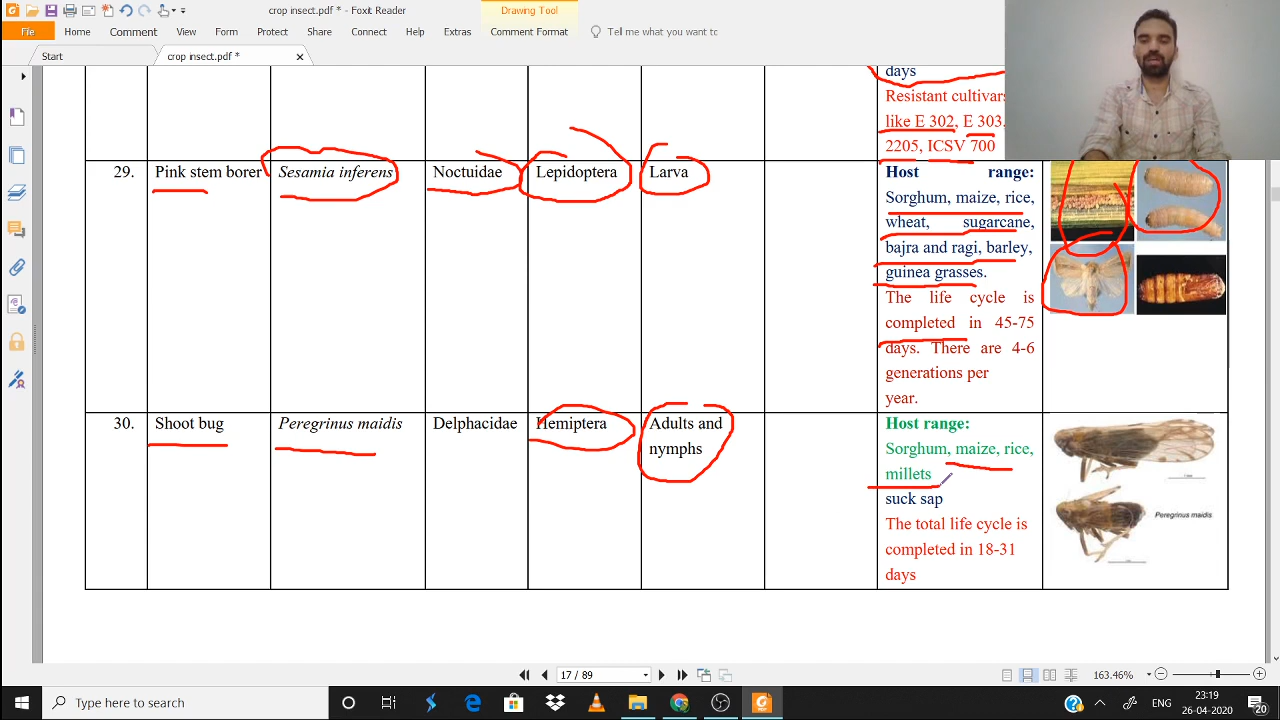 crop insect.pdf * - Foxit Reader
Drawing Tool
File Home Comment View Form Protect Share Connect Help Extras Comment Format Tell me what you want to
Start crop insect.pdf *
days
Resistant cultivars
like E 302, E 303.
2205, ICSV 700
29. Pink stem borer Sesamia inferens Noctuidae Lepidoptera Larva Host range:
Sorghum, maize, rice,
wheat, sugarcane,
bajra and ragi, barley,
guinea grasses.
The life cycle is
completed in 45-75
days. There are 4-6
generations per
year.
30. Shoot bug Peregrinus maidis Delphacidae Hemiptera Adults and Host range:
nymphs Sorghum, maize, rice,
millets
suck sap
The total life cycle is
completed in 18-31
days
Peregrinus maidis
17 / 89 163.46%
Type here to search
ENG 23:19
26-04-2020 20